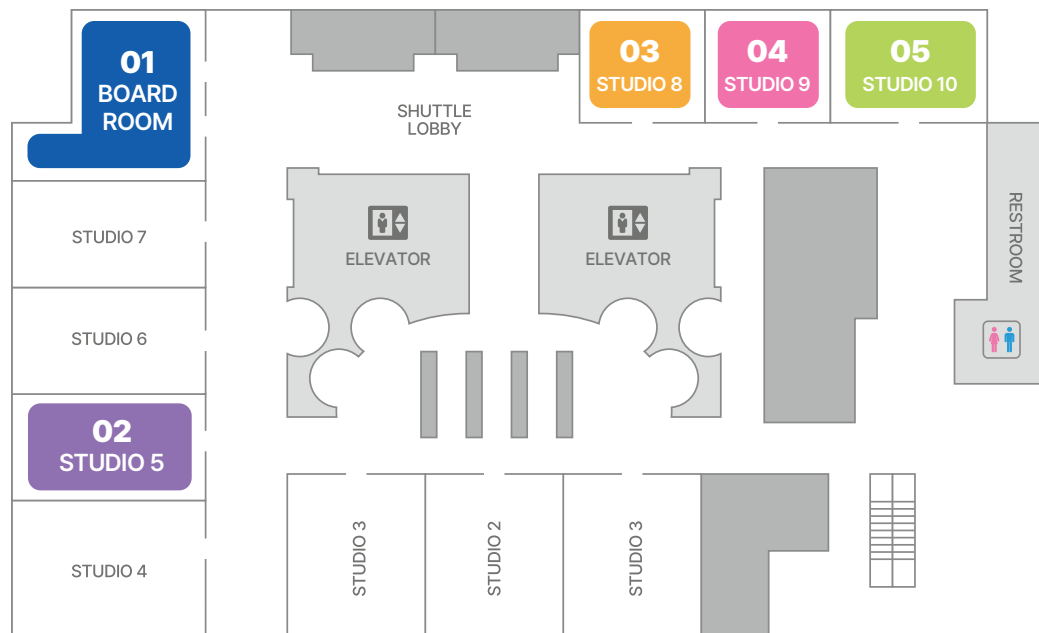 01
BOARD
ROOM
03
STUDIO 8
04
STUDIO 9
05
STUDIO 10
SHUTTLE
LOBBY
RESTROOM
STUDIO 7
ELEVATOR
ELEVATOR
STUDIO 6
02
STUDIO 5
STUDIO 4
STUDIO 3
STUDIO 2
STUDIO 3